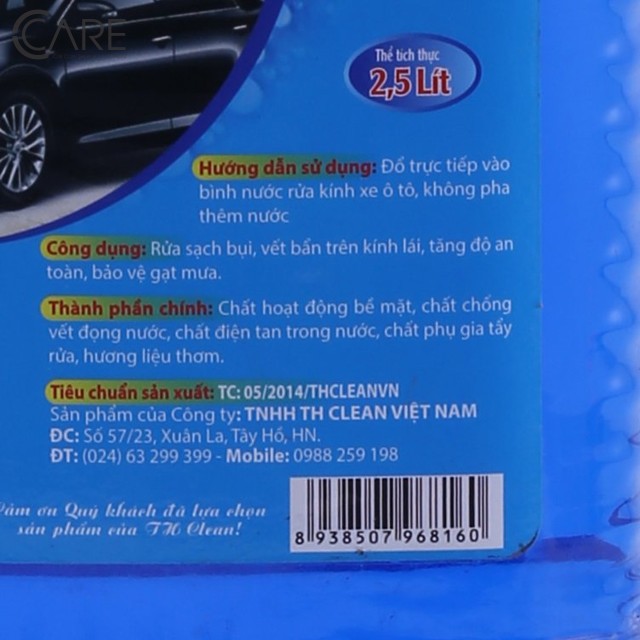 CARE
Thể tích thực
2,5 Lít
Hướng dẫn sử dụng: Đổ trực tiếp vào
bình nước rửa kính xe ô tô, không pha
thêm nước
Công dụng: Rửa sạch bụi, vết bẩn trên kính lái, tăng độ an
toàn, bảo vệ gạt mưa.
Thành phần chính: Chất hoạt động bề mặt, chất chống
vết đọng nước, chất điện tan trong nước, chất phụ gia tẩy
rửa, hương liệu thơm.
Tiêu chuẩn sản xuất: TC: 05/2014/THCLEANVN
Sản phẩm của Công ty: TNHH TH CLEAN VIỆT NAM
ĐC: Số 57/23, Xuân La, Tây Hồ, HN.
ĐT: (024) 63 299 399 - Mobile: 0988 259 198
Cảm ơn Quý khách đã lựa chọn
sản phẩm của TH Clean!
8 938507 968160